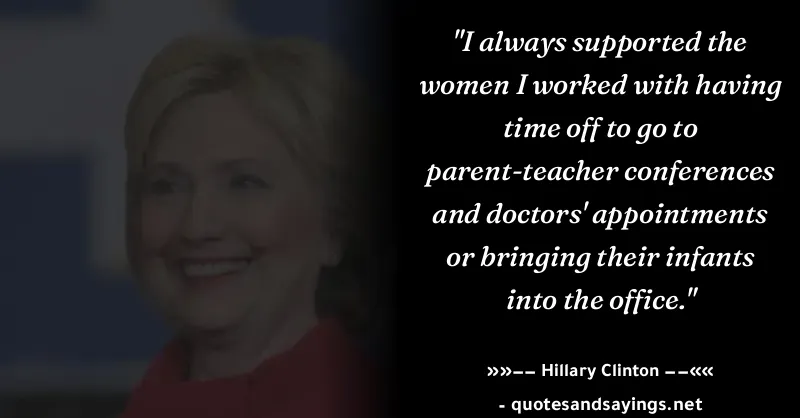 "I always supported the
women I worked with having
time off to go to
parent-teacher conferences
and doctors' appointments
or bringing their infants
into the office."
»»−− Hillary Clinton −−««
- quotesandsayings.net